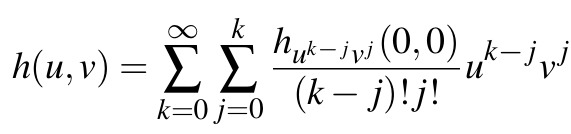 $h(u,v) = \sum_{k=0}^{\infty} \sum_{j=0}^{k} \frac{h_{u^{k-j}v^{j}}(0,0)}{(k-j)!j!} u^{k-j} v^{j}$